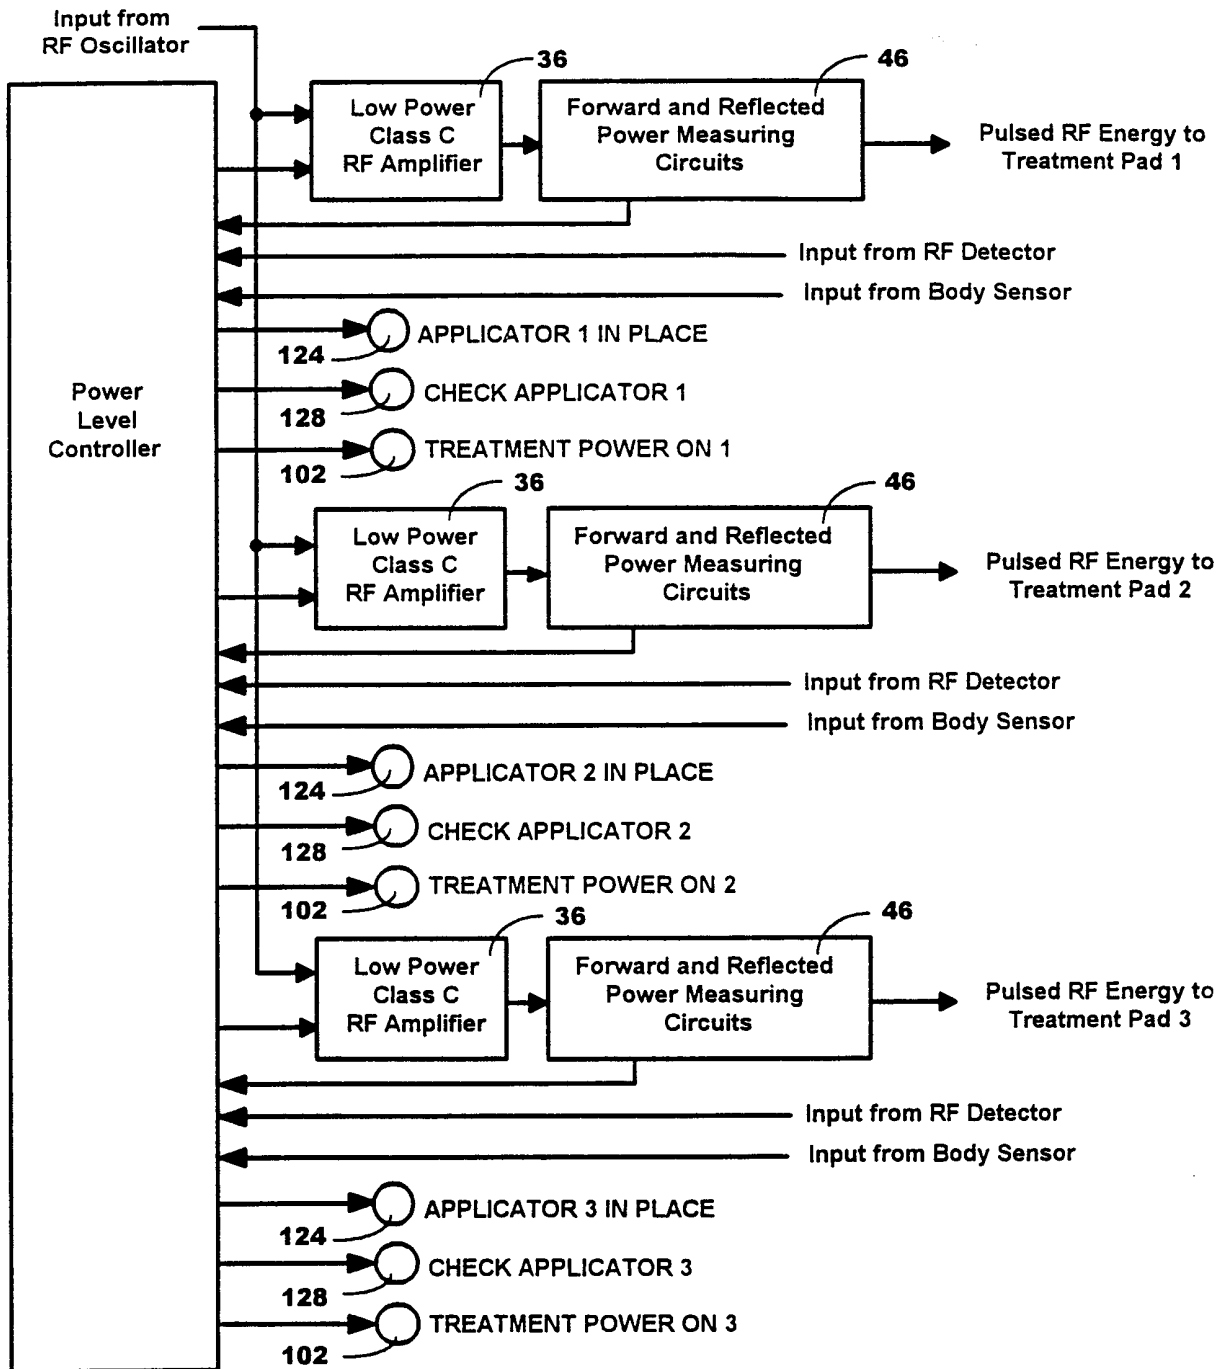 Input from
RF Oscillator
36
46
Low Power
Class C
RF Amplifier
Forward and Reflected
Power Measuring
Circuits
Pulsed RF Energy to
Treatment Pad 1
Input from RF Detector
Input from Body Sensor
124
APPLICATOR 1 IN PLACE
128
CHECK APPLICATOR 1
102
TREATMENT POWER ON 1
Power
Level
Controller
36
46
Low Power
Class C
RF Amplifier
Forward and Reflected
Power Measuring
Circuits
Pulsed RF Energy to
Treatment Pad 2
Input from RF Detector
Input from Body Sensor
124
APPLICATOR 2 IN PLACE
128
CHECK APPLICATOR 2
102
TREATMENT POWER ON 2
36
46
Low Power
Class C
RF Amplifier
Forward and Reflected
Power Measuring
Circuits
Pulsed RF Energy to
Treatment Pad 3
Input from RF Detector
Input from Body Sensor
124
APPLICATOR 3 IN PLACE
128
CHECK APPLICATOR 3
102
TREATMENT POWER ON 3